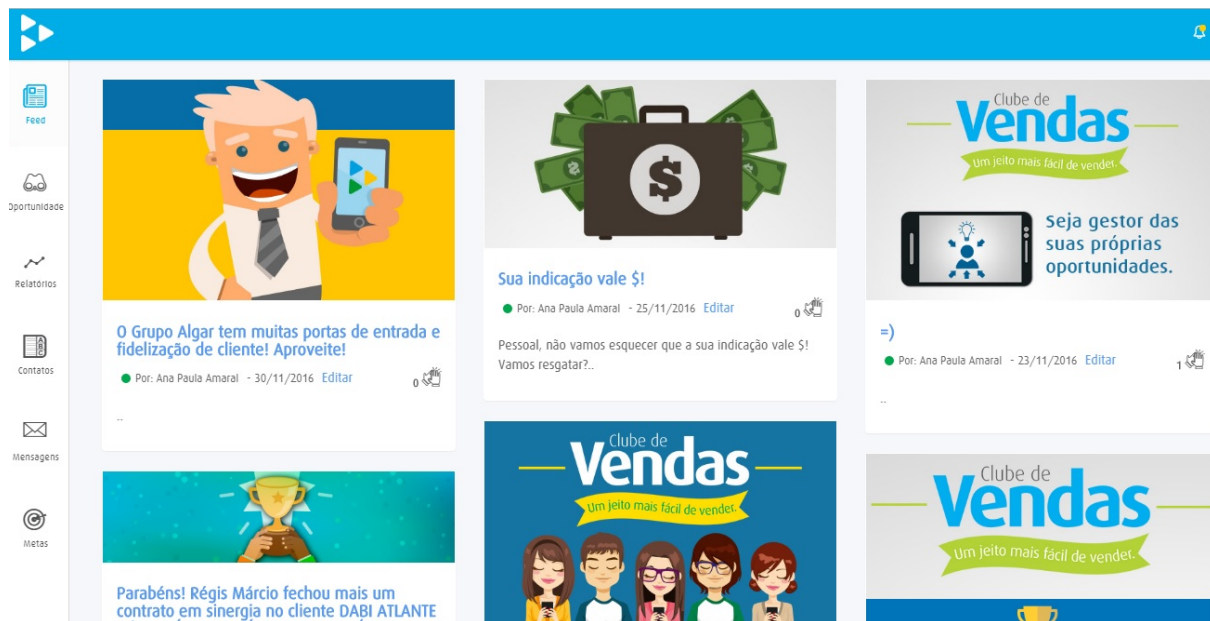 Feed
Oportunidade
Relatórios
Contatos
Mensagens
Metas
O Grupo Algar tem muitas portas de entrada e
fidelização de cliente! Aproveite!
Por: Ana Paula Amaral - 30/11/2016 Editar
0
..
Parabéns! Régis Márcio fechou mais um
contrato em sinergia no cliente DABI ATLANTE
$
Sua indicação vale $!
Por: Ana Paula Amaral - 25/11/2016 Editar
0
Pessoal, não vamos esquecer que a sua indicação vale $!
Vamos resgatar?..
Clube de
Vendas
Um jeito mais fácil de vender.
Clube de
Vendas
Um jeito mais fácil de vender.
Seja gestor das
suas próprias
oportunidades.
=)
Por: Ana Paula Amaral - 23/11/2016 Editar
1
..
Clube de
Vendas
Um jeito mais fácil de vender.